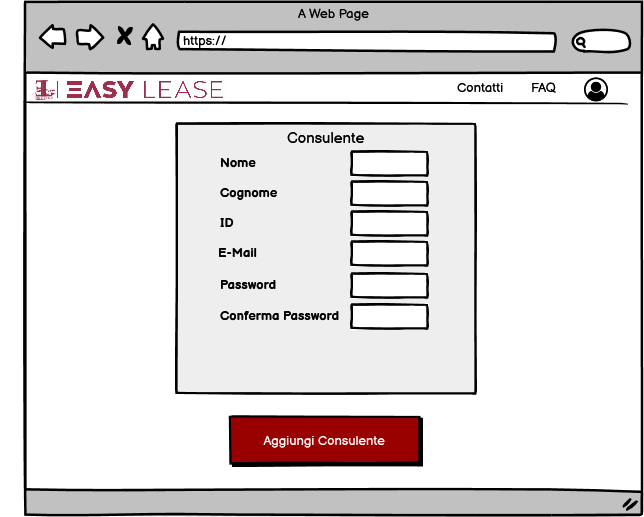 A Web Page
https://
EASY LEASE
Contatti FAQ
Consulente
Nome
Cognome
ID
E-Mail
Password
Conferma Password
Aggiungi Consulente